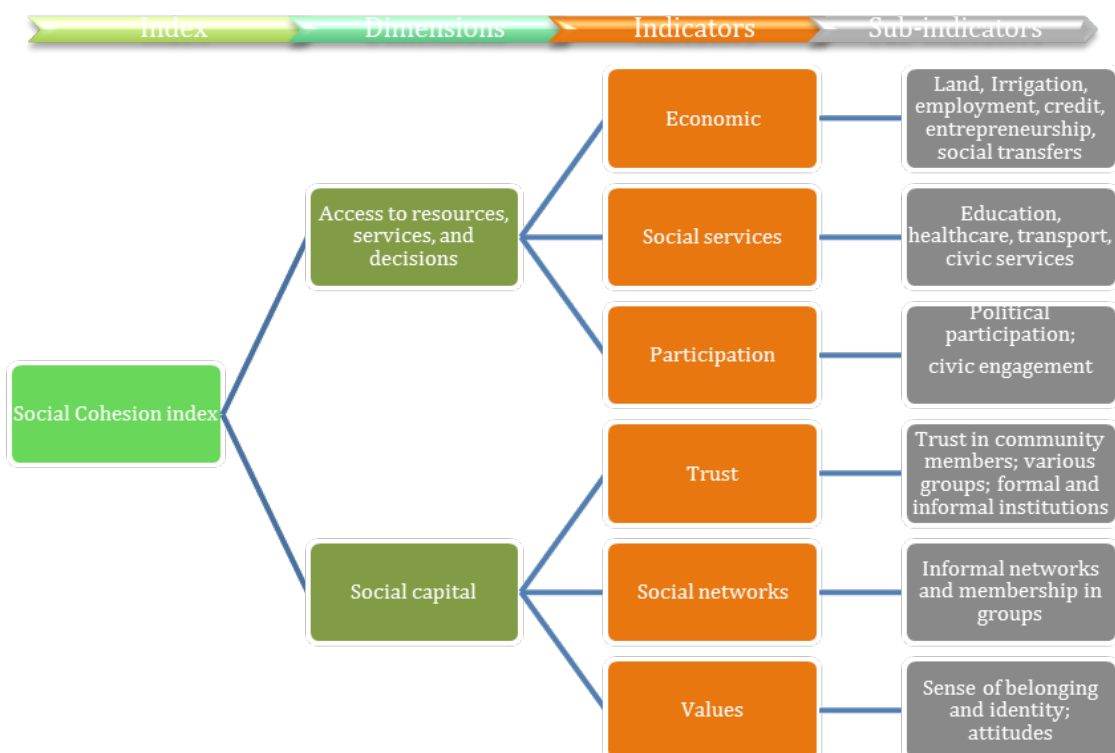 Index Dimensions Indicators Sub-indicators
Social Cohesion index
Access to resources,
services, and
decisions
Social capital
Economic
Social services
Participation
Trust
Social networks
Values
Land, Irrigation,
employment, credit,
entrepreneurship,
social transfers
Education,
healthcare, transport,
civic services
Political
participation;
civic engagement
Trust in community
members; various
groups; formal and
informal institutions
Informal networks
and membership in
groups
Sense of belonging
and identity;
attitudes